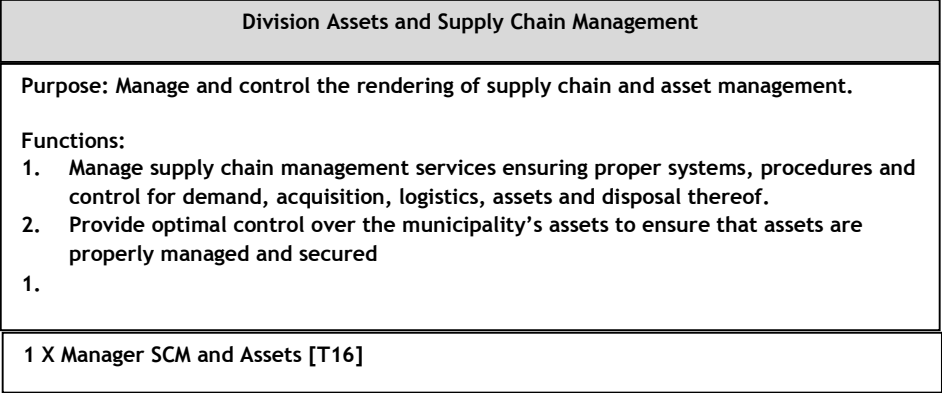 Division Assets and Supply Chain Management
Purpose: Manage and control the rendering of supply chain and asset management.
Functions:
1. Manage supply chain management services ensuring proper systems, procedures and
control for demand, acquisition, logistics, assets and disposal thereof.
2. Provide optimal control over the municipality’s assets to ensure that assets are
properly managed and secured
1.
1 X Manager SCM and Assets [T16]